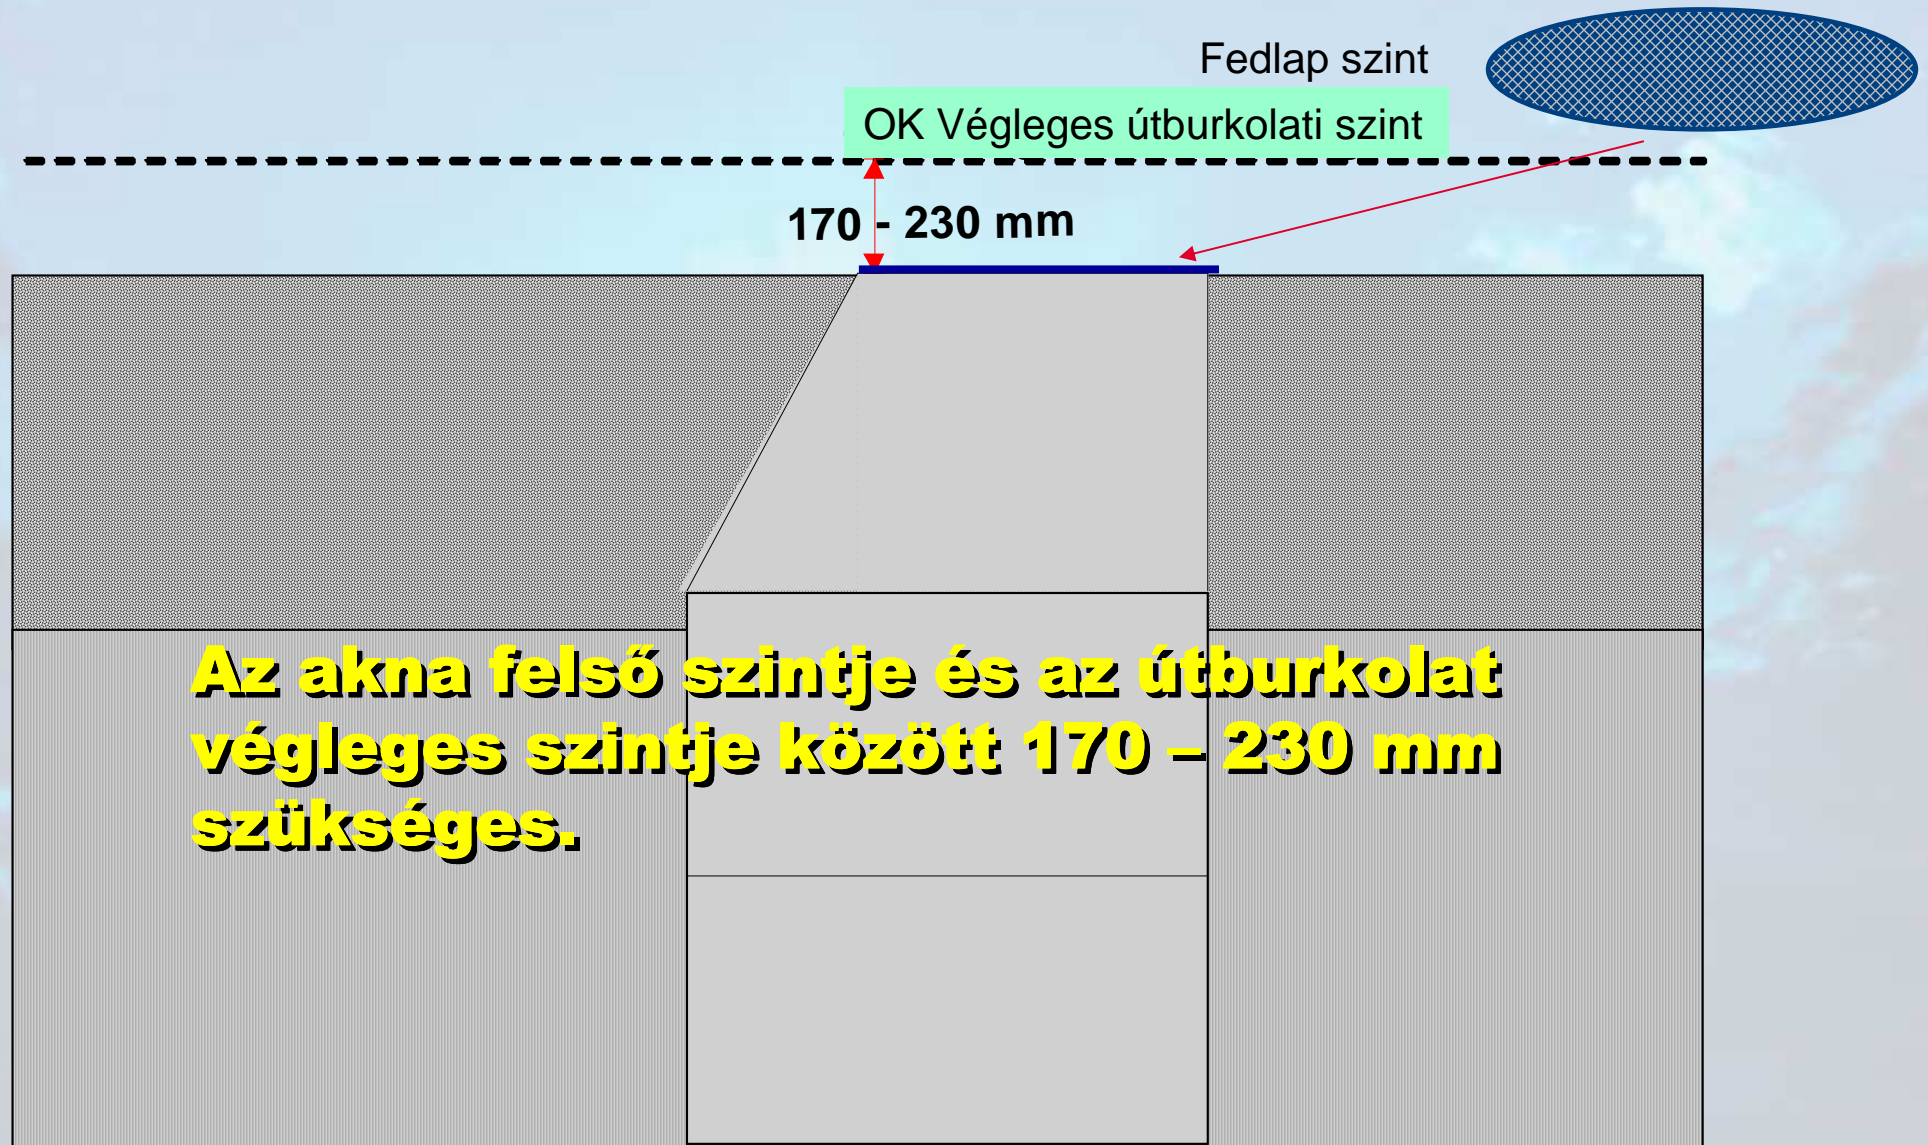 Fedlap szint
OK Végleges útburkolati szint
170 - 230 mm
Az akna felső szintje és az útburkolat
végleges szintje között 170 – 230 mm
szükséges.